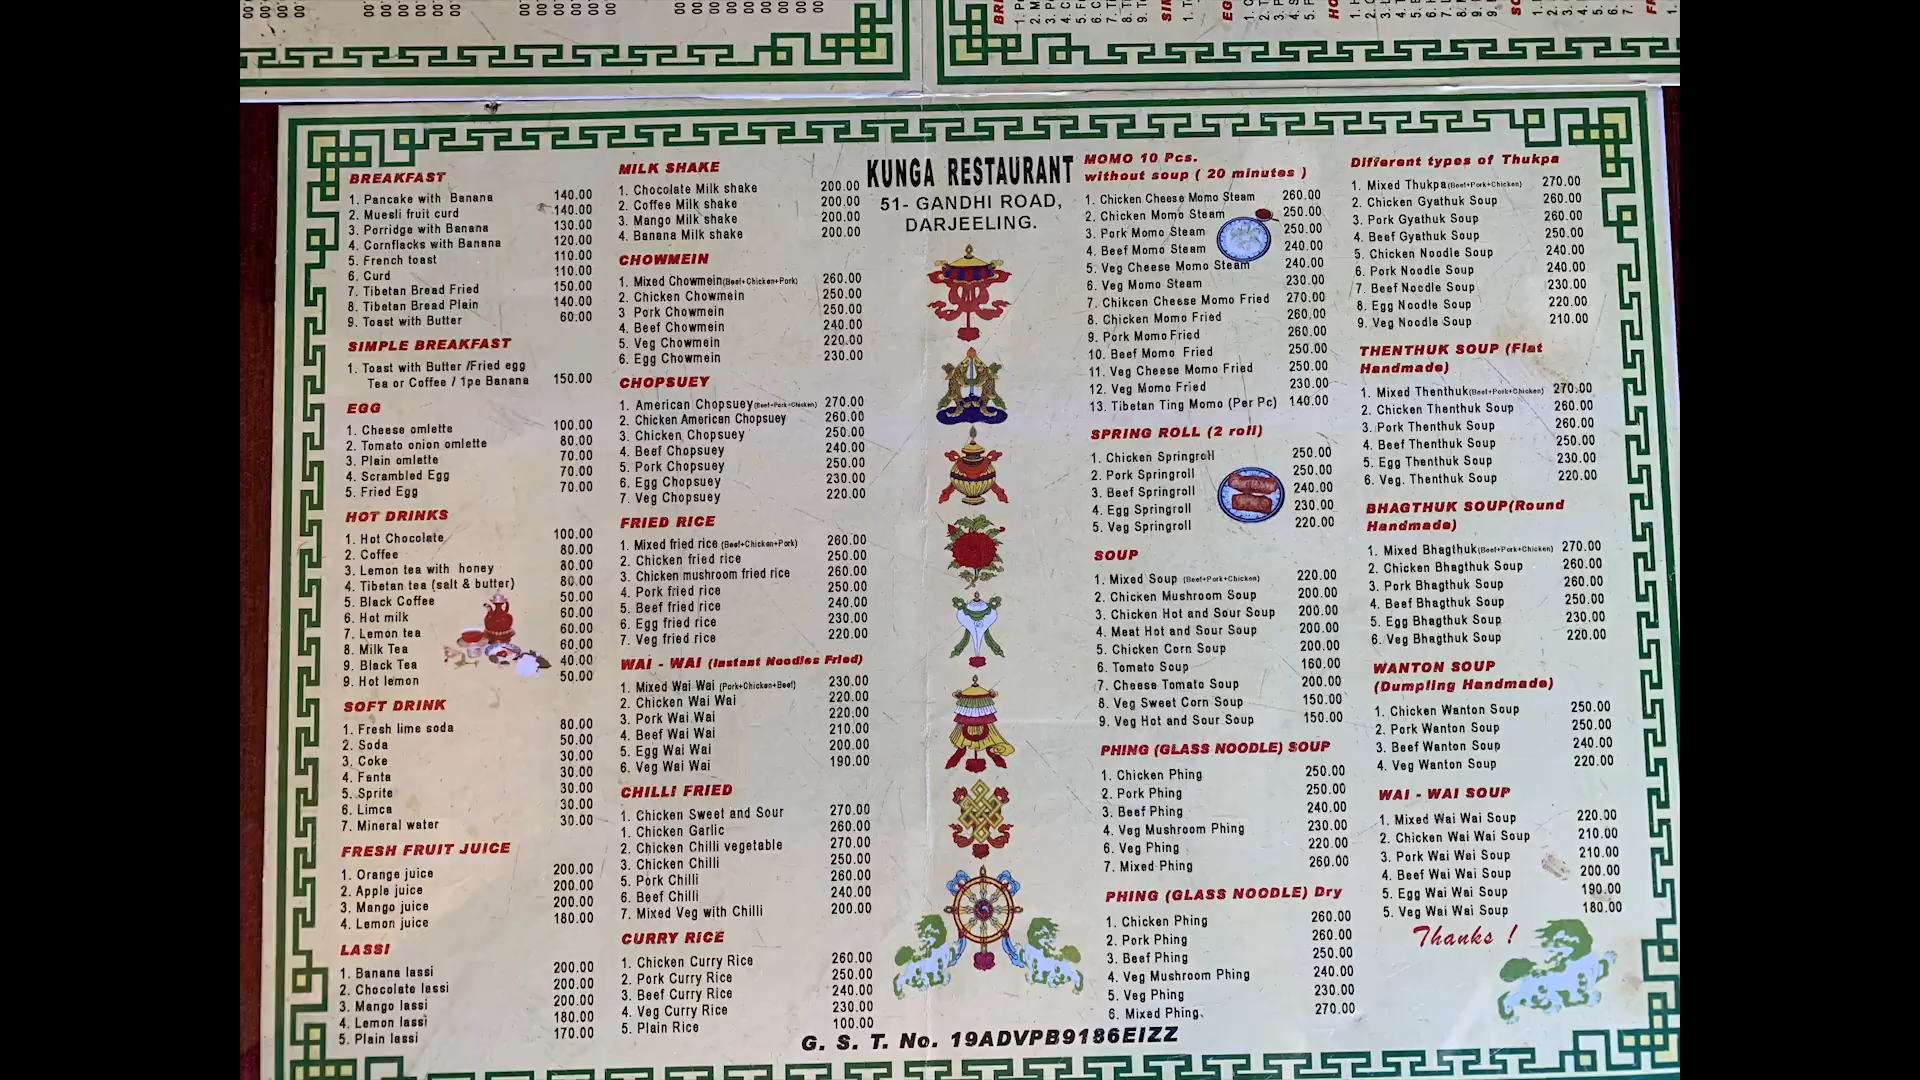 KUNGA RESTAURANT
51- GANDHI ROAD,
DARJEELING.
BREAKFAST
1. Pancake with Banana 140.00
2. Muesli fruit curd 140.00
3. Porridge with Banana 130.00
4. Cornflacks with Banana 120.00
5. French toast 110.00
6. Curd 110.00
7. Tibetan Bread Fried 150.00
8. Tibetan Bread Plain 140.00
9. Toast with Butter 60.00
SIMPLE BREAKFAST
1. Toast with Butter /Fried egg
Tea or Coffee / 1pe Banana 150.00
EGG
1. Cheese omlette 100.00
2. Tomato onion omlette 80.00
3. Plain omlette 70.00
4. Scrambled Egg 70.00
5. Fried Egg 70.00
HOT DRINKS
1. Hot Chocolate 100.00
2. Coffee 80.00
3. Lemon tea with honey 80.00
4. Tibetan tea (salt & butter) 80.00
5. Black Coffee 50.00
6. Hot milk 60.00
7. Lemon tea 60.00
8. Milk Tea 60.00
9. Black Tea 40.00
9. Hot lemon 50.00
SOFT DRINK
1. Fresh lime soda 80.00
2. Soda 50.00
3. Coke 30.00
4. Fanta 30.00
5. Sprite 30.00
6. Limca 30.00
7. Mineral water 30.00
FRESH FRUIT JUICE
1. Orange juice 200.00
2. Apple juice 200.00
3. Mango juice 200.00
4. Lemon juice 180.00
LASSI
1. Banana lassi 200.00
2. Chocolate lassi 200.00
3. Mango lassi 200.00
4. Lemon lassi 180.00
5. Plain lassi 170.00
MILK SHAKE
1. Chocolate Milk shake 200.00
2. Coffee Milk shake 200.00
3. Mango Milk shake 200.00
4. Banana Milk shake 200.00
CHOWMEIN
1. Mixed Chowmein(Beef+Chicken+Pork) 260.00
2. Chicken Chowmein 250.00
3 Pork Chowmein 250.00
4. Beef Chowmein 240.00
5. Veg Chowmein 220.00
6. Egg Chowmein 230.00
CHOPSUEY
1. American Chopsuey(Beef+Pork+Chicken) 270.00
2. Chicken American Chopsuey 260.00
3. Chicken Chopsuey 250.00
4. Beef Chopsuey 240.00
5. Pork Chopsuey 250.00
6. Egg Chopsuey 230.00
7. Veg Chopsuey 220.00
FRIED RICE
1. Mixed fried rice (Beef+Chicken+Pork) 260.00
2. Chicken fried rice 250.00
3. Chicken mushroom fried rice 260.00
4. Pork fried rice 250.00
5. Beef fried rice 240.00
6. Egg fried rice 230.00
7. Veg fried rice 220.00
WAI - WAI (Instant Noodles Fried)
1. Mixed Wai Wai (Pork+Chicken+Beef) 230.00
2. Chicken Wai Wai 220.00
3. Pork Wai Wai 220.00
4. Beef Wai Wai 210.00
5. Egg Wai Wai 200.00
6. Veg Wai Wai 190.00
CHILLI FRIED
1. Chicken Sweet and Sour 270.00
1. Chicken Garlic 260.00
2. Chicken Chilli vegetable 270.00
3. Chicken Chilli 250.00
5. Pork Chilli 260.00
6. Beef Chilli 240.00
7. Mixed Veg with Chilli 200.00
CURRY RICE
1. Chicken Curry Rice 260.00
2. Pork Curry Rice 250.00
3. Beef Curry Rice 240.00
4. Veg Curry Rice 230.00
5. Plain Rice 100.00
MOMO 10 Pcs.
without soup ( 20 minutes )
1. Chicken Cheese Momo Steam 260.00
2. Chicken Momo Steam 250.00
3. Pork Momo Steam 250.00
4. Beef Momo Steam 240.00
5. Veg Cheese Momo Steam 240.00
6. Veg Momo Steam 230.00
7. Chikcen Cheese Momo Fried 270.00
8. Chicken Momo Fried 260.00
9. Pork Momo Fried 260.00
10. Beef Momo Fried 250.00
11. Veg Cheese Momo Fried 250.00
12. Veg Momo Fried 230.00
13. Tibetan Ting Momo (Per Pc) 140.00
SPRING ROLL (2 roll)
1. Chicken Springroll 250.00
2. Pork Springroll 250.00
3. Beef Springroll 240.00
4. Egg Springroll 230.00
5. Veg Springroll 220.00
SOUP
1. Mixed Soup (Beef+Pork+Chicken) 220.00
2. Chicken Mushroom Soup 200.00
3. Chicken Hot and Sour Soup 200.00
4. Meat Hot and Sour Soup 200.00
5. Chicken Corn Soup 200.00
6. Tomato Soup 160.00
7. Cheese Tomato Soup 200.00
8. Veg Sweet Corn Soup 150.00
9. Veg Hot and Sour Soup 150.00
PHING (GLASS NOODLE) SOUP
1. Chicken Phing 250.00
2. Pork Phing 250.00
3. Beef Phing 240.00
4. Veg Mushroom Phing 230.00
6. Veg Phing 220.00
7. Mixed Phing 260.00
PHING (GLASS NOODLE) Dry
1. Chicken Phing 260.00
2. Pork Phing 260.00
3. Beef Phing 250.00
4. Veg Mushroom Phing 240.00
5. Veg Phing 230.00
6. Mixed Phing. 270.00
Different types of Thukpa
1. Mixed Thukpa(Beef+Pork+Chicken) 270.00
2. Chicken Gyathuk Soup 260.00
3. Pork Gyathuk Soup 260.00
4. Beef Gyathuk Soup 250.00
5. Chicken Noodle Soup 240.00
6. Pork Noodle Soup 240.00
7. Beef Noodle Soup 230.00
8. Egg Noodle Soup 220.00
9. Veg Noodle Soup 210.00
THENTHUK SOUP (Flat
Handmade)
1. Mixed Thenthuk(Beef+Pork+Chicken) 270.00
2. Chicken Thenthuk Soup 260.00
3. Pork Thenthuk Soup 260.00
4. Beef Thenthuk Soup 250.00
5. Egg Thenthuk Soup 230.00
6. Veg. Thenthuk Soup 220.00
BHAGTHUK SOUP(Round
Handmade)
1. Mixed Bhagthuk(Beef+Pork+Chicken) 270.00
2. Chicken Bhagthuk Soup 260.00
3. Pork Bhagthuk Soup 260.00
4. Beef Bhagthuk Soup 250.00
5. Egg Bhagthuk Soup 230.00
6. Veg Bhagthuk Soup 220.00
WANTON SOUP
(Dumpling Handmade)
1. Chicken Wanton Soup 250.00
2. Pork Wanton Soup 250.00
3. Beef Wanton Soup 240.00
4. Veg Wanton Soup 220.00
WAI - WAI SOUP
1. Mixed Wai Wai Soup 220.00
2. Chicken Wai Wai Soup 210.00
3. Pork Wai Wai Soup 210.00
4. Beef Wai Wai Soup 200.00
5. Egg Wai Wai Soup 190.00
5. Veg Wai Wai Soup 180.00
Thanks !
G. S. T. No. 19ADVPB9186EIZZ